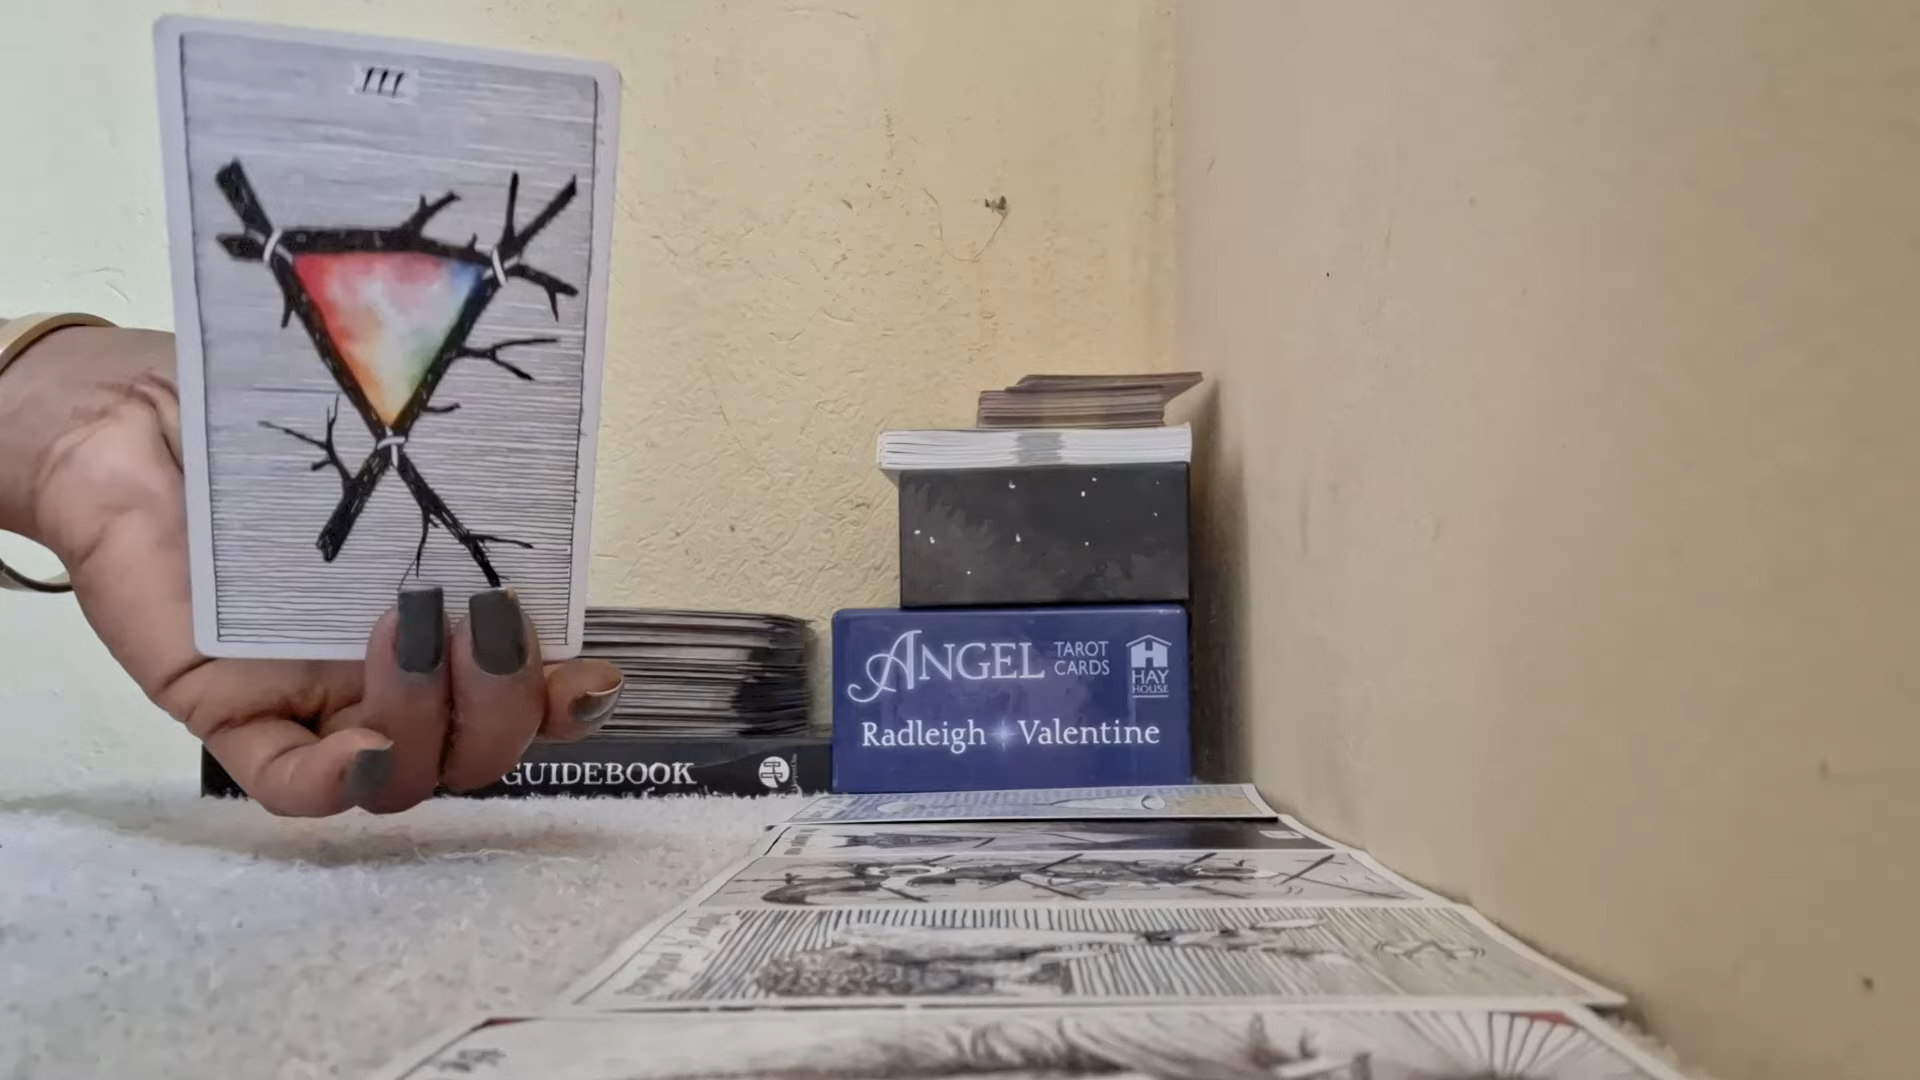 III
ANGEL TAROT CARDS
HAY HOUSE
Radleigh Valentine
GUIDEBOOK